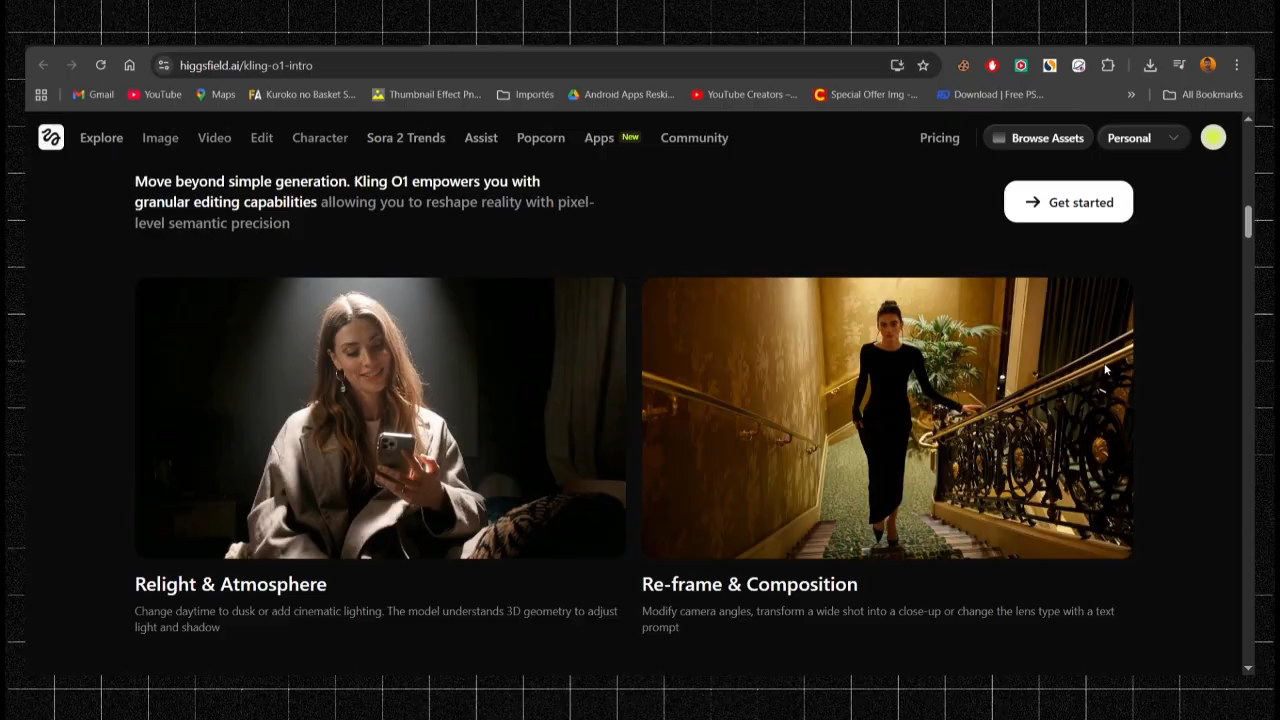 higgsfield.ai/kling-o1-intro
Gmail YouTube Maps Kuroko no Basket S... Thumbnail Effect Pn... Importés Android Apps Reski... YouTube Creators –... Special Offer Img -... Download | Free PS... » All Bookmarks
Explore Image Video Edit Character Sora 2 Trends Assist Popcorn Apps New Community Pricing Browse Assets Personal
Move beyond simple generation. Kling O1 empowers you with
granular editing capabilities allowing you to reshape reality with pixel-
level semantic precision
Get started
Relight & Atmosphere
Change daytime to dusk or add cinematic lighting. The model understands 3D geometry to adjust
light and shadow
Re-frame & Composition
Modify camera angles, transform a wide shot into a close-up or change the lens type with a text
prompt